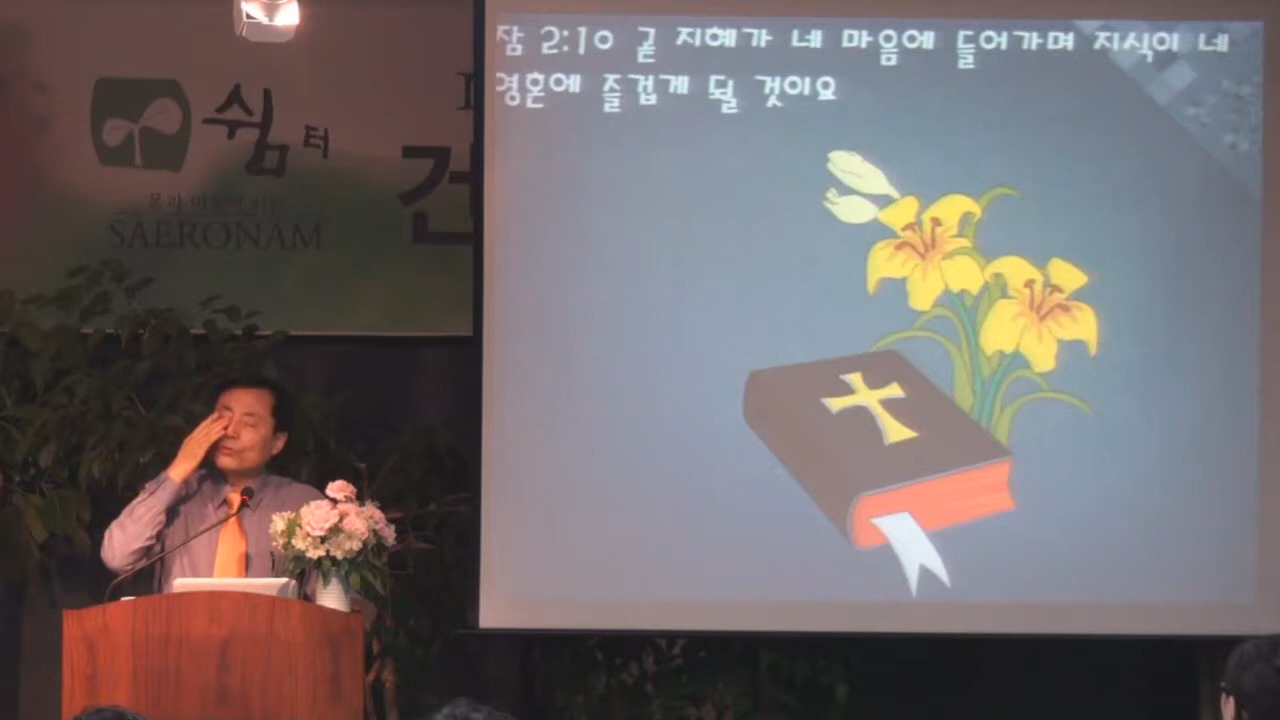 잠 2:10 곧 지혜가 네 마음에 들어가며 지식이 네
영혼에 즐겁게 될 것이요
쉼터
SAERONAM
건